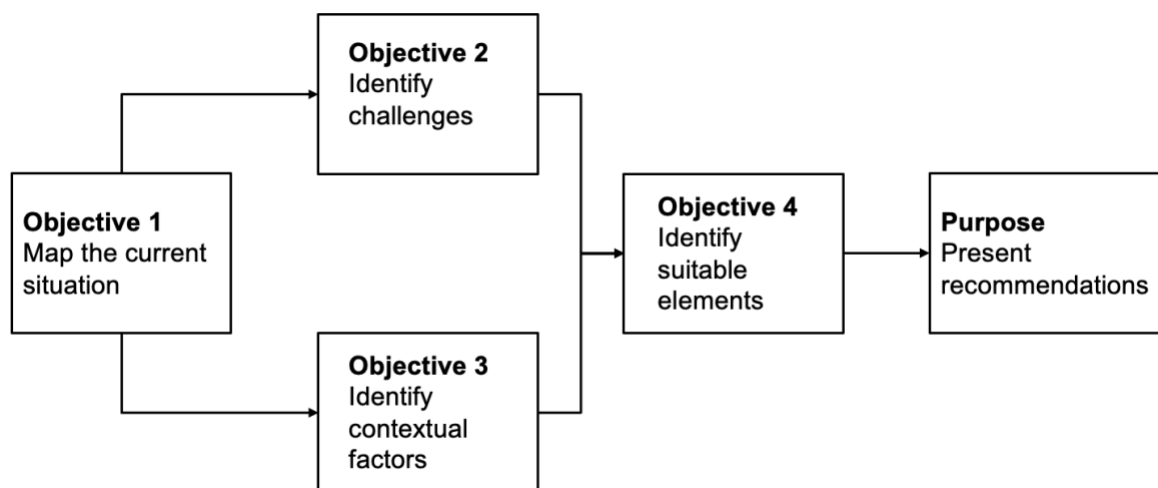 Objective 1
Map the current
situation
Objective 2
Identify
challenges
Objective 3
Identify
contextual
factors
Objective 4
Identify
suitable
elements
Purpose
Present
recommendations